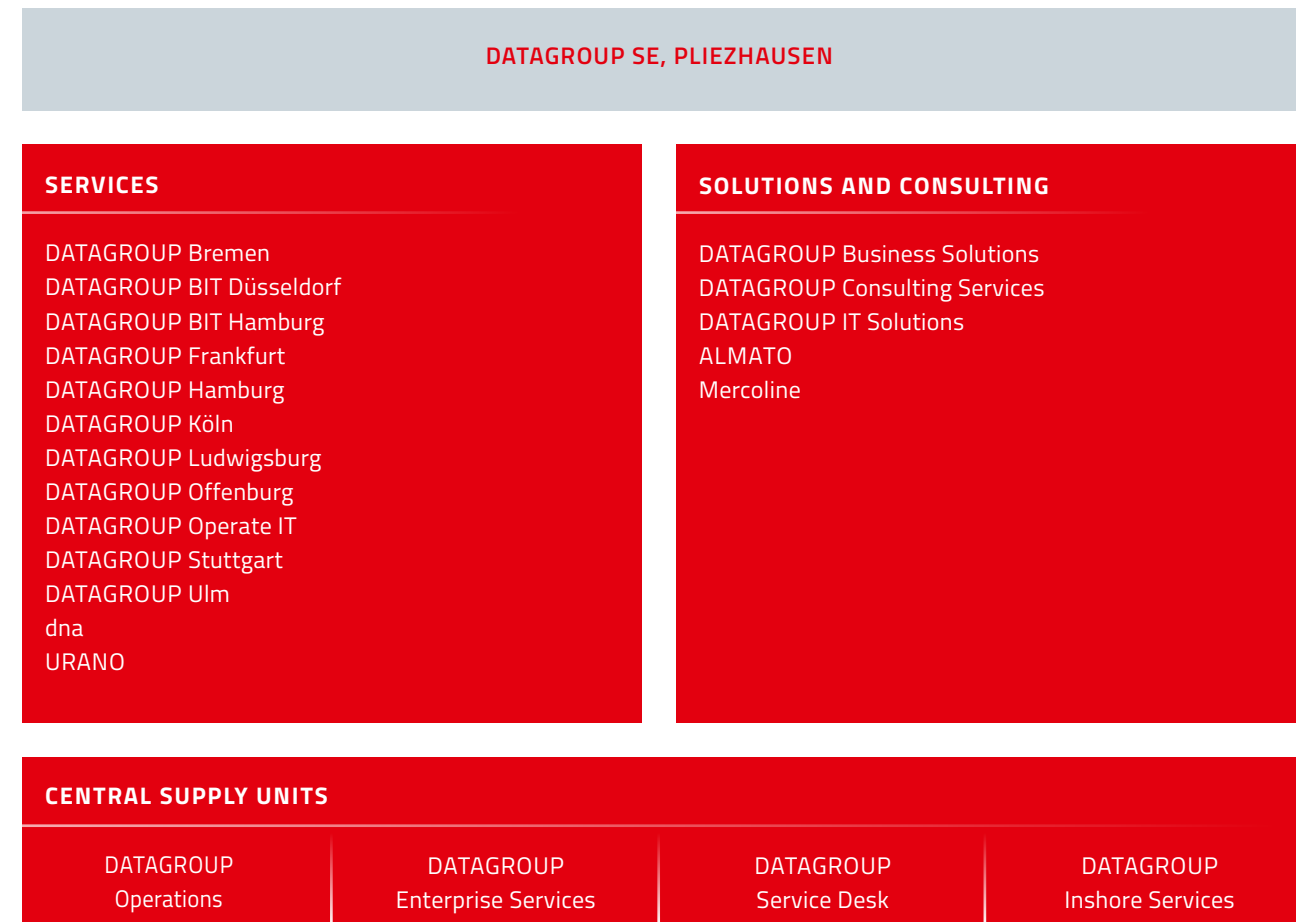 DATAGROUP SE, PLIEZHAUSEN
SERVICES
DATAGROUP Bremen
DATAGROUP BIT Düsseldorf
DATAGROUP BIT Hamburg
DATAGROUP Frankfurt
DATAGROUP Hamburg
DATAGROUP Köln
DATAGROUP Ludwigsburg
DATAGROUP Offenburg
DATAGROUP Operate IT
DATAGROUP Stuttgart
DATAGROUP Ulm
dna
URANO
SOLUTIONS AND CONSULTING
DATAGROUP Business Solutions
DATAGROUP Consulting Services
DATAGROUP IT Solutions
ALMATO
Mercoline
CENTRAL SUPPLY UNITS
DATAGROUP
Operations
DATAGROUP
Enterprise Services
DATAGROUP
Service Desk
DATAGROUP
Inshore Services